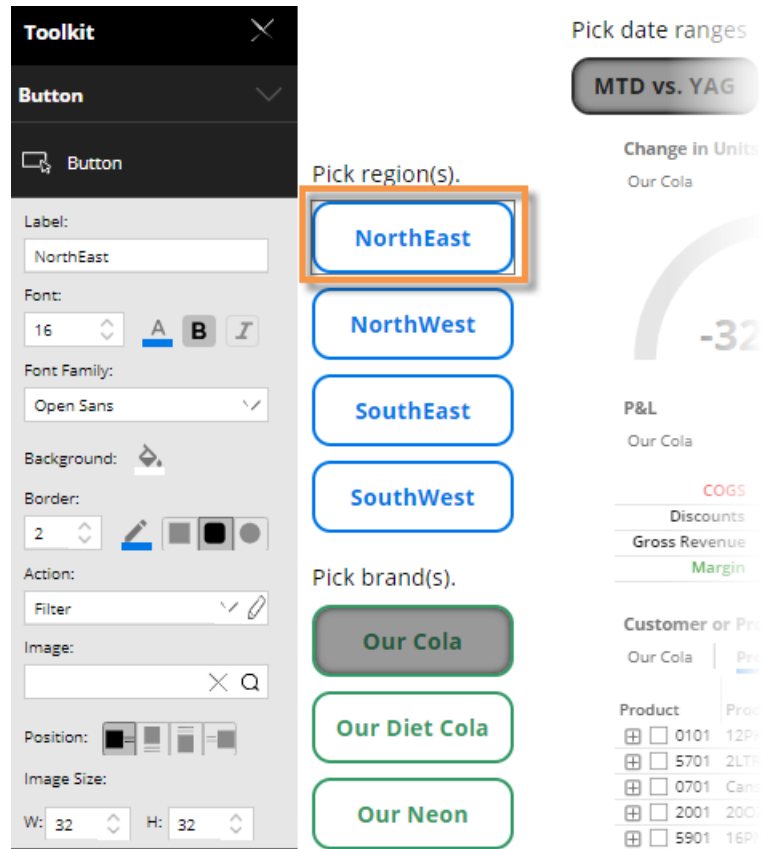 Toolkit
Button
Button
Label:
NorthEast
Font:
16 A B I
Font Family:
Open Sans
Background:
Border:
2
Action:
Filter
Image:
Position:
Image Size:
W: 32 H: 32
Pick region(s).
NorthEast
NorthWest
SouthEast
SouthWest
Pick brand(s).
Our Cola
Our Diet Cola
Our Neon
Pick date ranges
MTD vs. YAG
Change in Units
Our Cola
-32
P&L
Our Cola
COGS
Discounts
Gross Revenue
Margin
Customer or
Our Cola
Product
0101
5701 2LTR
0701
2001
5901